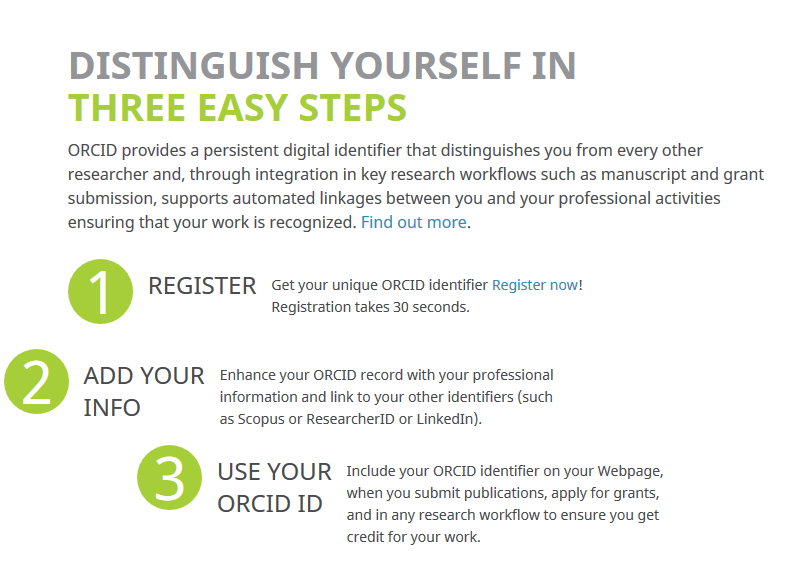 DISTINGUISH YOURSELF IN
THREE EASY STEPS
ORCID provides a persistent digital identifier that distinguishes you from every other
researcher and, through integration in key research workflows such as manuscript and grant
submission, supports automated linkages between you and your professional activities
ensuring that your work is recognized. Find out more.
1
REGISTER
Get your unique ORCID identifier Register now!
Registration takes 30 seconds.
2
ADD YOUR
INFO
Enhance your ORCID record with your professional
information and link to your other identifiers (such
as Scopus or ResearcherID or LinkedIn).
3
USE YOUR
ORCID ID
Include your ORCID identifier on your Webpage,
when you submit publications, apply for grants,
and in any research workflow to ensure you get
credit for your work.